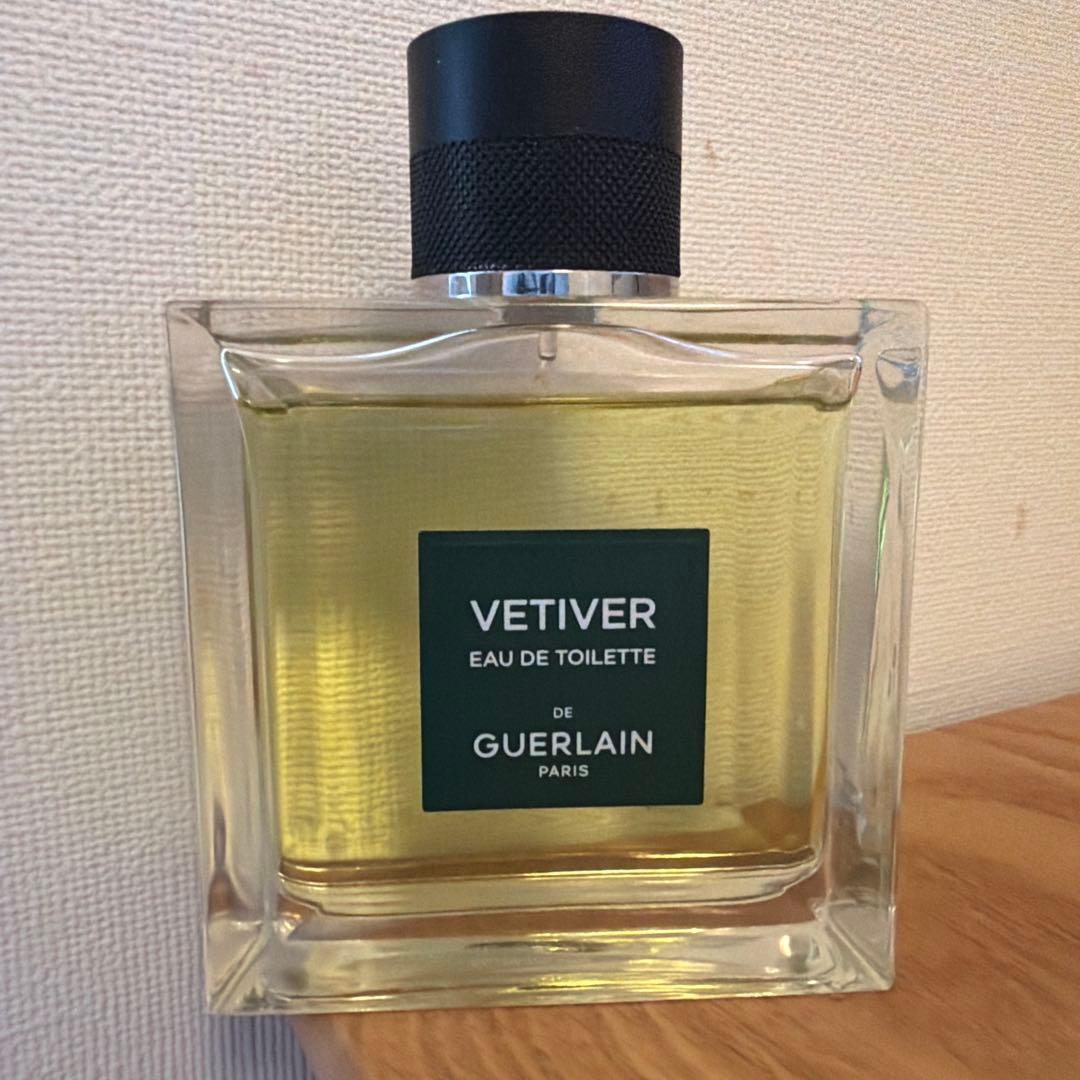 VETIVER
EAU DE TOILETTE
DE
GUERLAIN
PARIS